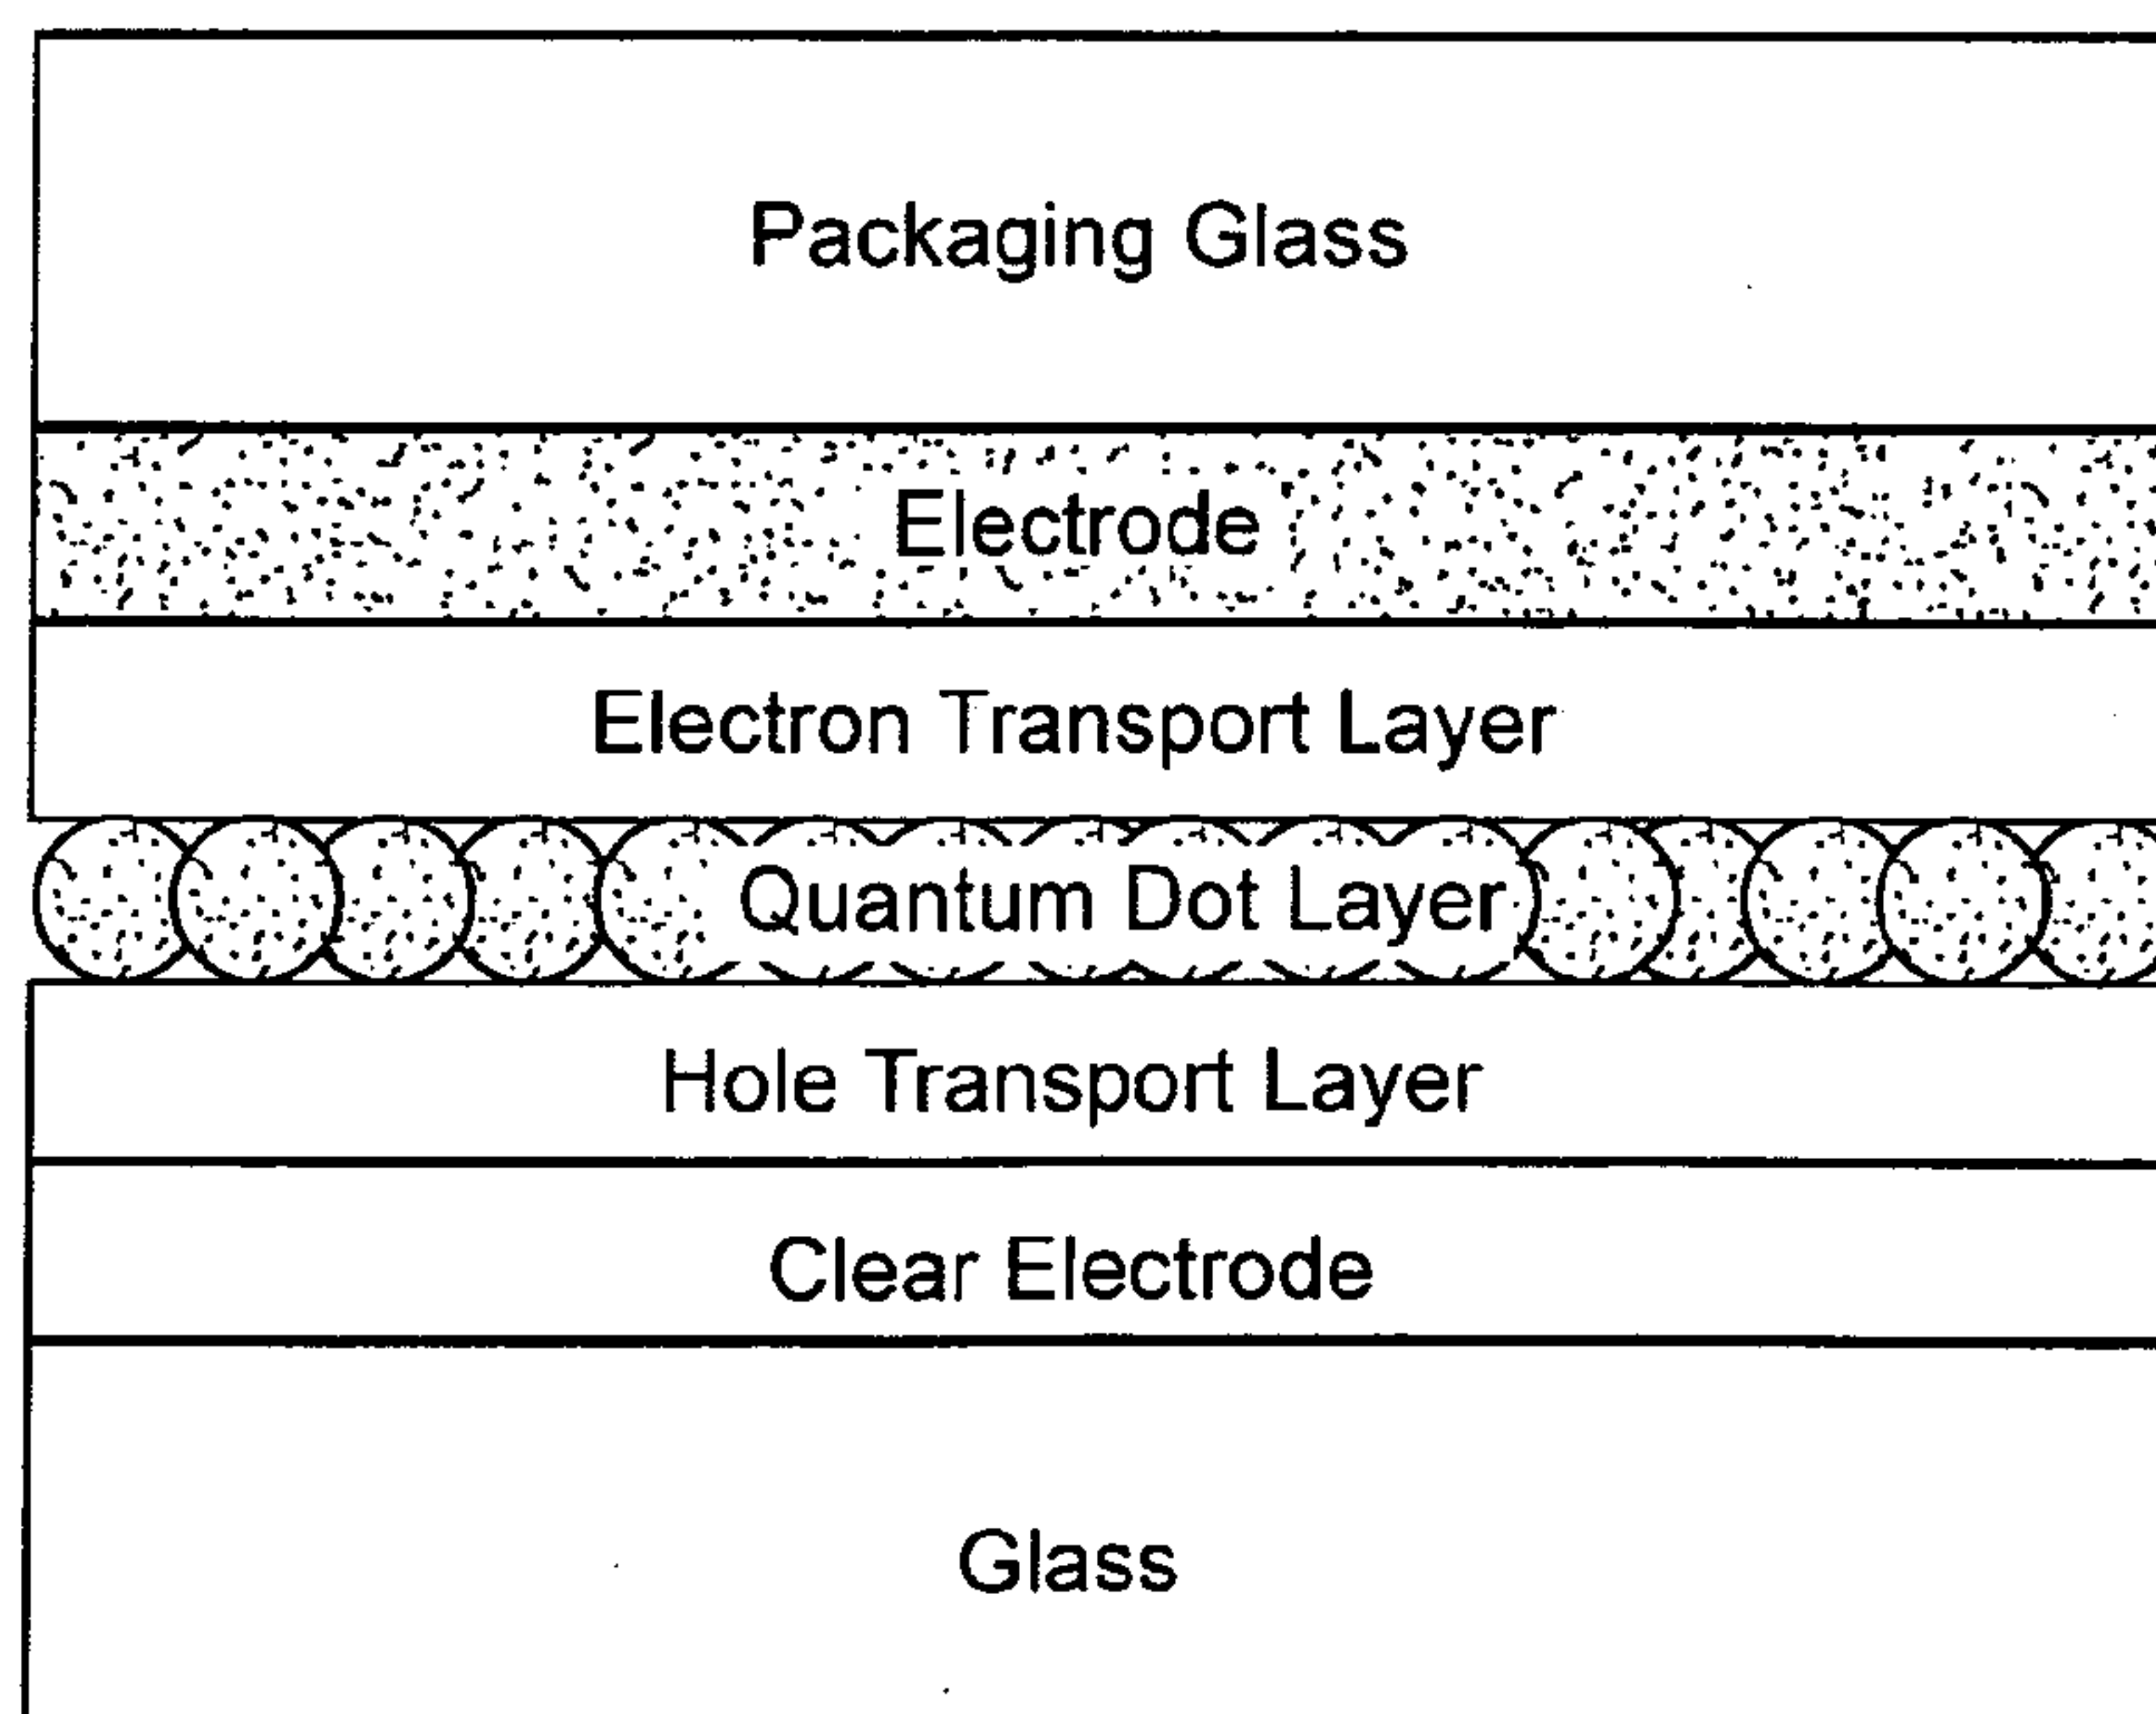 Packaging Glass
Electrode
Electron Transport Layer
Quantum Dot Layer
Hole Transport Layer
Clear Electrode
Glass